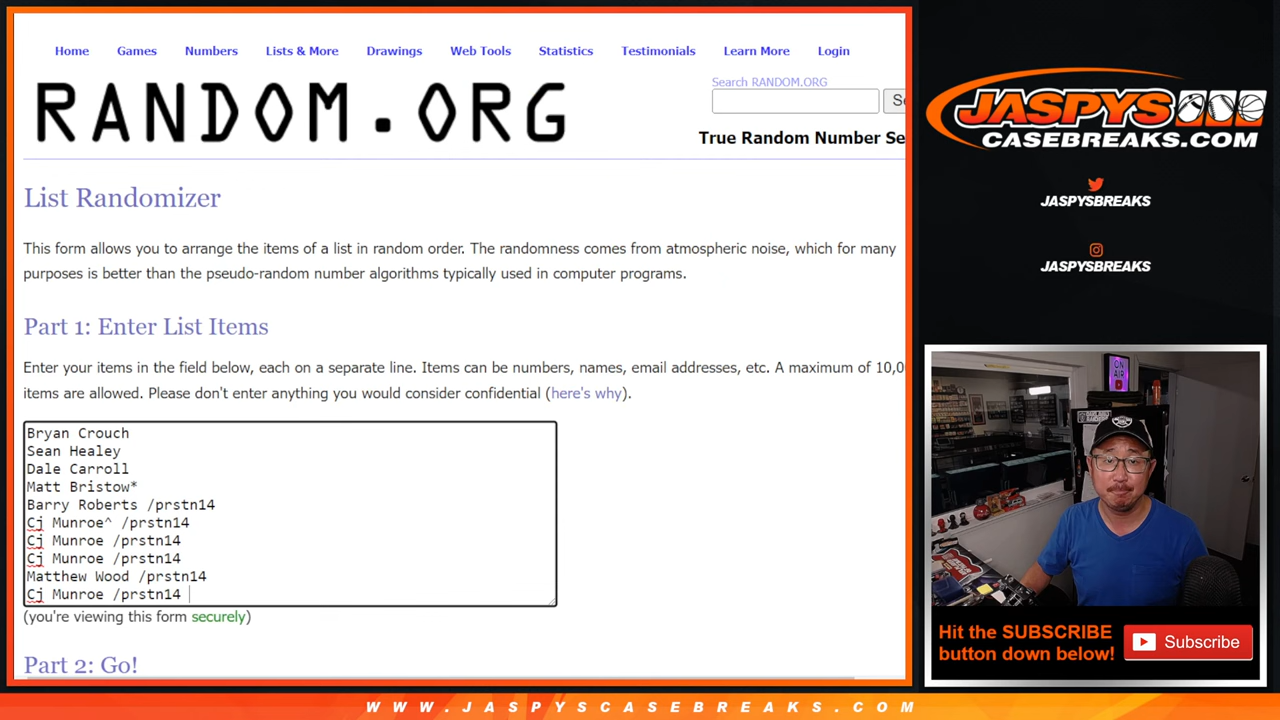 Home Games Numbers Lists & More Drawings Web Tools Statistics Testimonials Learn More Login
RANDOM.ORG
Search RANDOM.ORG
True Random Number Se
List Randomizer
This form allows you to arrange the items of a list in random order. The randomness comes from atmospheric noise, which for many
purposes is better than the pseudo-random number algorithms typically used in computer programs.
Part 1: Enter List Items
Enter your items in the field below, each on a separate line. Items can be numbers, names, email addresses, etc. A maximum of 10,0
items are allowed. Please don't enter anything you would consider confidential (here's why).
Bryan Crouch
Sean Healey
Dale Carroll
Matt Bristow*
Barry Roberts /prstn14
Cj Munroe^ /prstn14
Cj Munroe /prstn14
Cj Munroe /prstn14
Matthew Wood /prstn14
Cj Munroe /prstn14
(you're viewing this form securely)
Part 2: Go!
JASPYS
CASEBREAKS.COM
JASPYSBREAKS
JASPYSBREAKS
ON
AIR
Hit the SUBSCRIBE
button down below!
Subscribe
WWW.JASPYSCASEBREAKS.COM